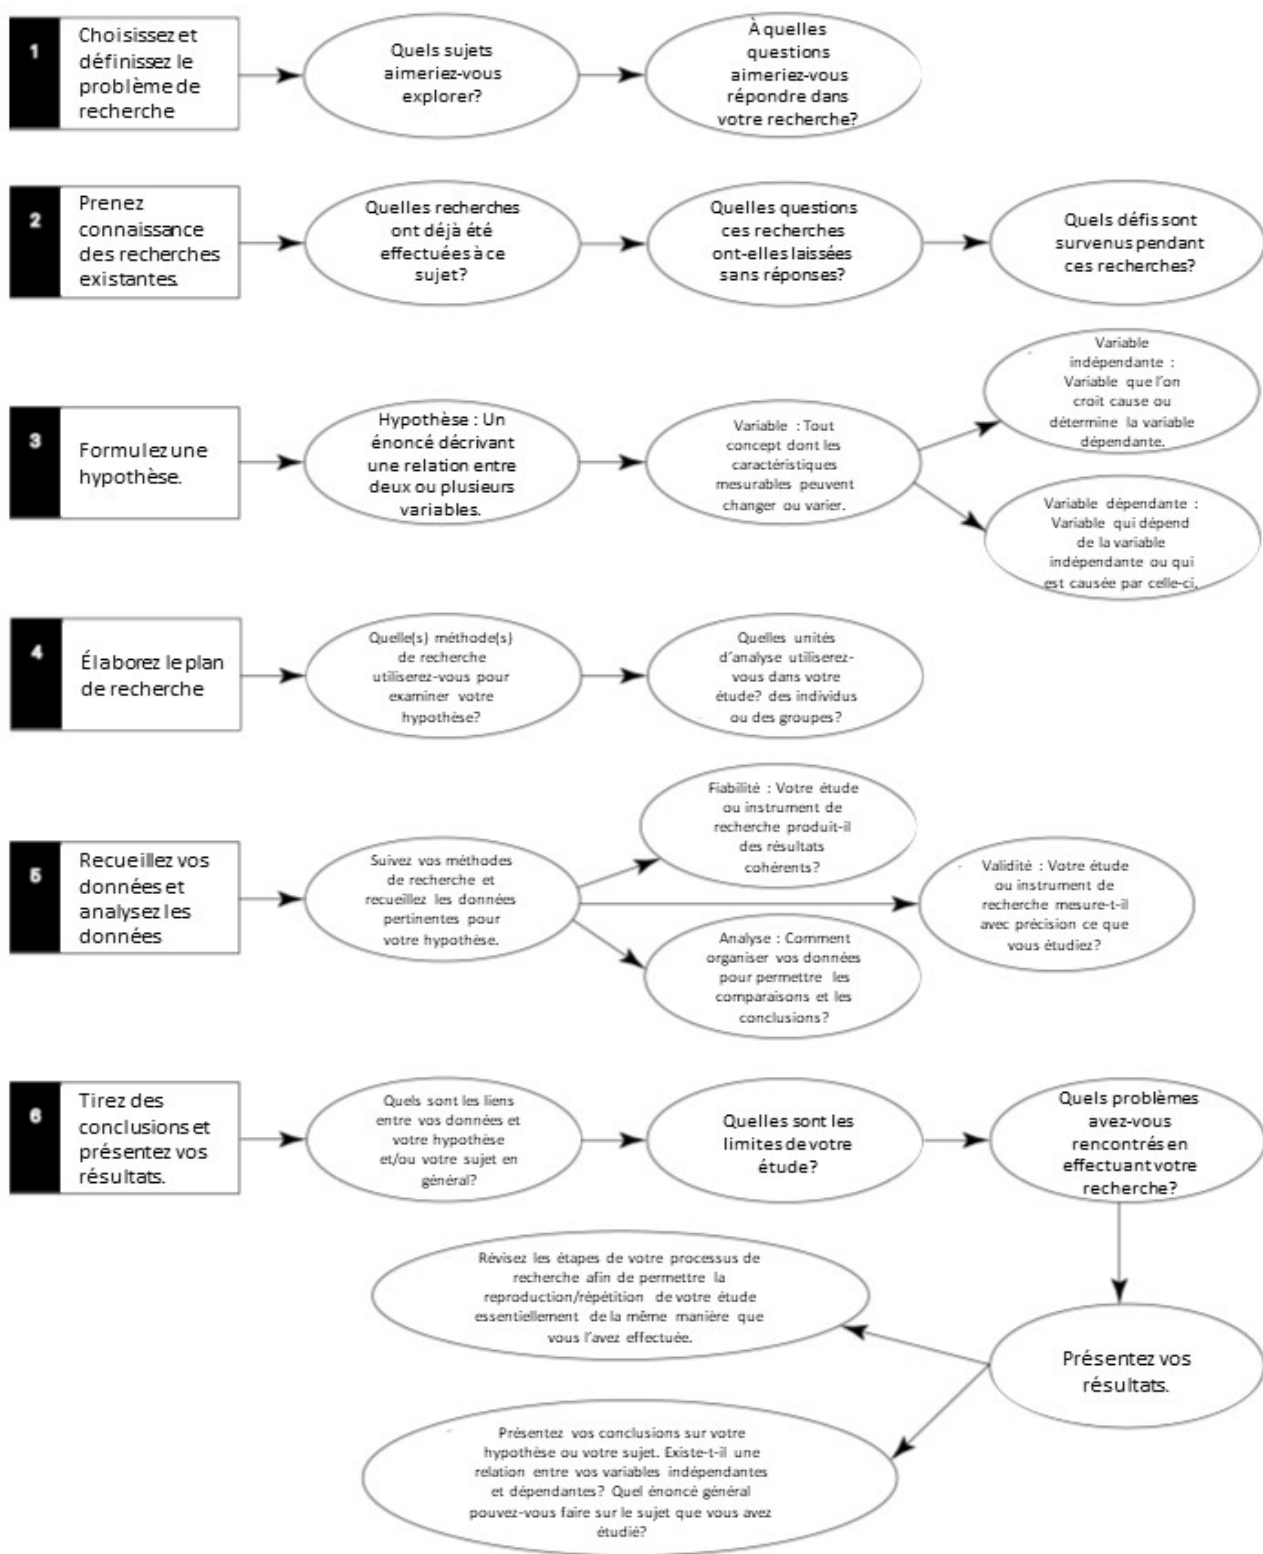 1
Choisissez et
définissez le
problème de
recherche
Quels sujets
aimeriez-vous
explorer?
À quelles
questions
aimeriez-vous
répondre dans
votre recherche?
2
Prenez
connaissance
des recherches
existantes.
Quelles recherches
ont déjà été
effectuées à ce
sujet?
Quelles questions
ces recherches
ont-elles laissées
sans réponses?
Quels défis sont
survenus pendant
ces recherches?
3
Formulez une
hypothèse.
Hypothèse : Un
énoncé décrivant
une relation entre
deux ou plusieurs
variables.
Variable : Tout
concept dont les
caractéristiques
mesurables peuvent
changer ou varier.
Variable
indépendante :
Variable que l'on
croit cause ou
détermine la variable
dépendante.
Variable dépendante :
Variable qui dépend
de la variable
indépendante ou qui
est causée par celle-ci.
4
Élaborez le plan
de recherche
Quelle(s) méthode(s)
de recherche
utiliserez-vous pour
examiner votre
hypothèse?
Quelles unités
d'analyse utiliserez-
vous dans votre
étude? des individus
ou des groupes?
5
Recueillez vos
données et
analysez les
données
Suivez vos méthodes
de recherche et
recueillez les données
pertinentes pour
votre hypothèse.
Fiabilité : Votre étude
ou instrument de
recherche produit-il
des résultats
cohérents?
Validité : Votre étude
ou instrument de
recherche mesure-t-il
avec précision ce que
vous étudiez?
Analyse : Comment
organiser vos données
pour permettre les
comparaisons et les
conclusions?
6
Tirez des
conclusions et
présentez vos
résultats.
Quels sont les liens
entre vos données et
votre hypothèse
et/ou votre sujet en
général?
Quelles sont les
limites de votre
étude?
Quels problèmes
avez-vous
rencontrés en
effectuant votre
recherche?
Présentez vos
résultats.
Révisez les étapes de votre processus de
recherche afin de permettre la
reproduction/répétition de votre étude
essentiellement de la même manière que
vous l'avez effectuée.
Présentez vos conclusions sur votre
hypothèse ou votre sujet. Existe-t-il une
relation entre vos variables indépendantes
et dépendantes? Quel énoncé général
pouvez-vous faire sur le sujet que vous avez
étudié?